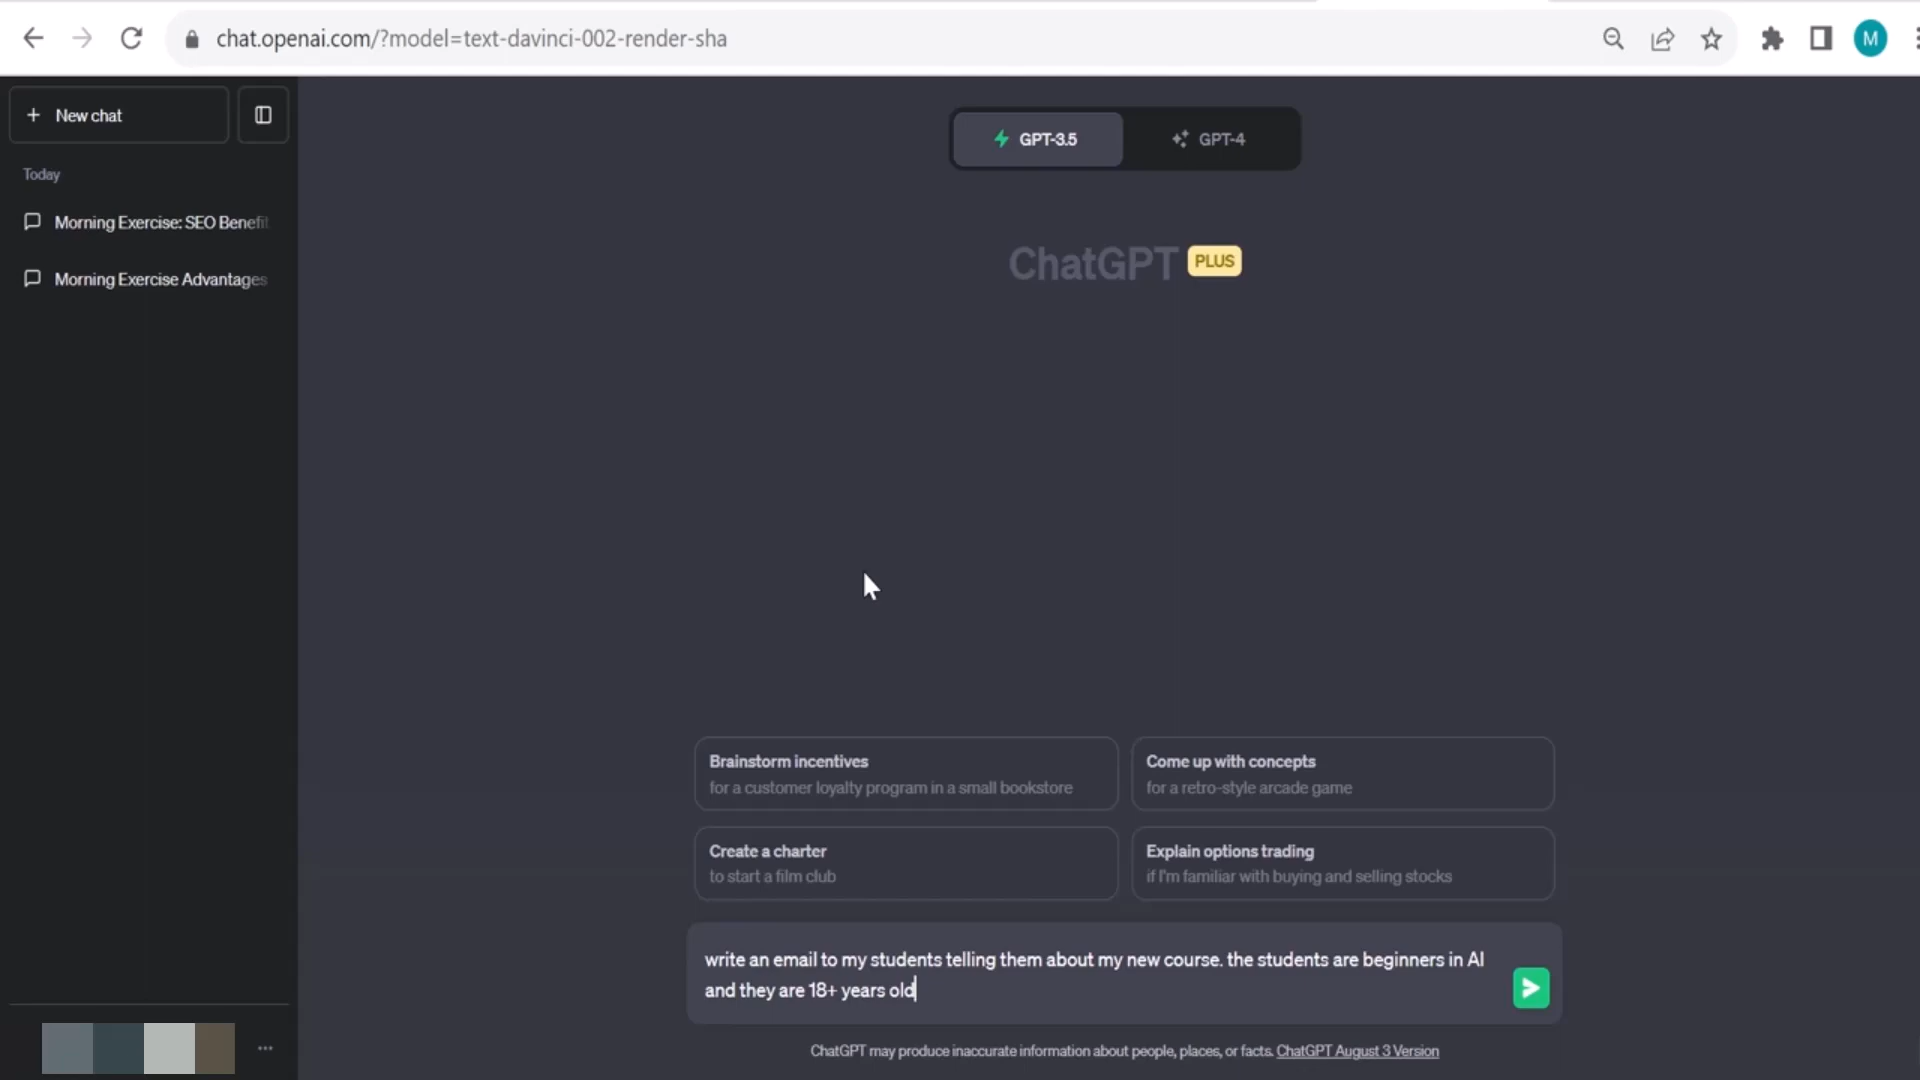 chat.openai.com/?model=text-davinci-002-render-sha
M
New chat
GPT-3.5
GPT-4
Today
Morning Exercise: SEO Benefit
Morning Exercise Advantages
ChatGPT PLUS
Brainstorm incentives
for a customer loyalty program in a small bookstore
Come up with concepts
for a retro-style arcade game
Create a charter
to start a film club
Explain options trading
if I'm familiar with buying and selling stocks
write an email to my students telling them about my new course. the students are beginners in AI
and they are 18+ years old
ChatGPT may produce inaccurate information about people, places, or facts. ChatGPT August 3 Version